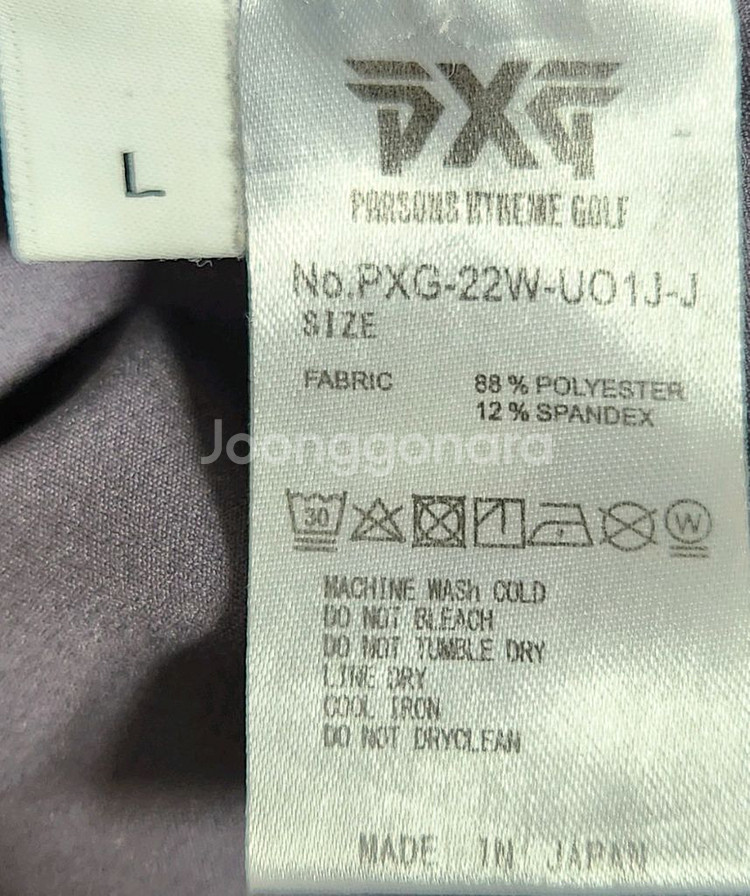 L
PXG
PARSONS XTREME GOLF
No.PXG-22W-UO1J-J
SIZE
FABRIC 88 % POLYESTER
12 % SPANDEX
Joonggonara
30 W
MACHINE WASh COLD
DO NOT BLEACH
DO NOT TUMBLE DRY
LINE DRY
COOL IRON
DO NOT DRYCLEAN
MADE IN JAPAN